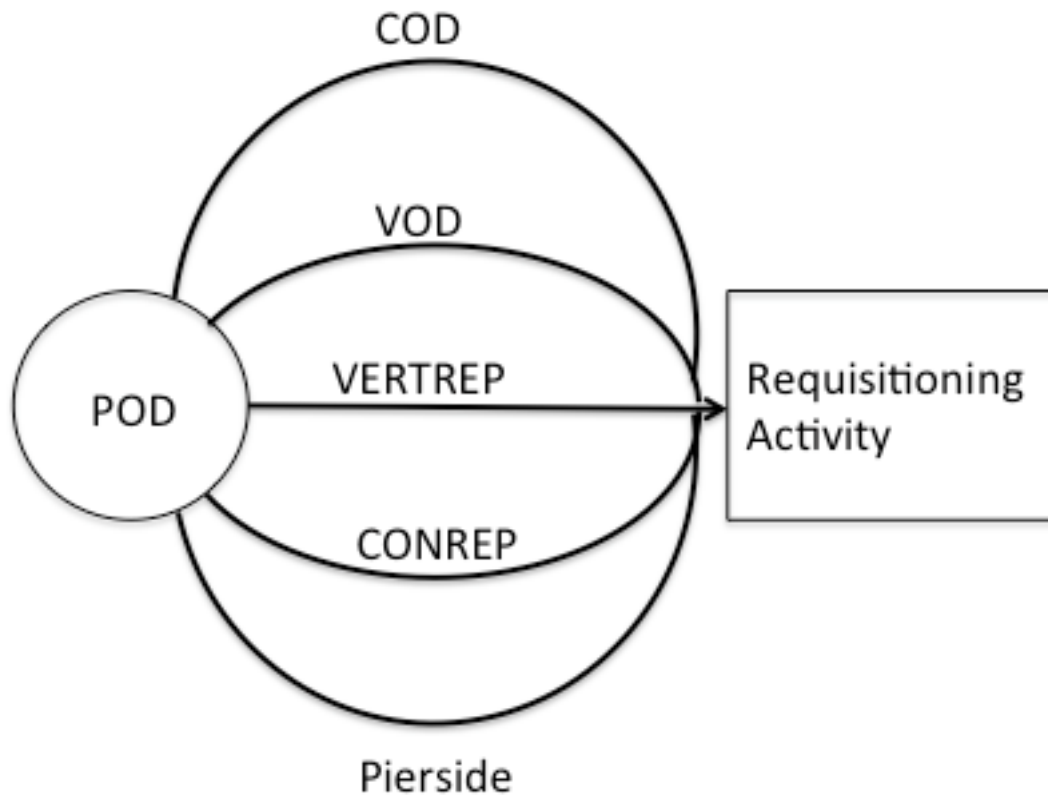 COD
VOD
VERTREP
POD
Requisitioning
Activity
CONREP
Pierside